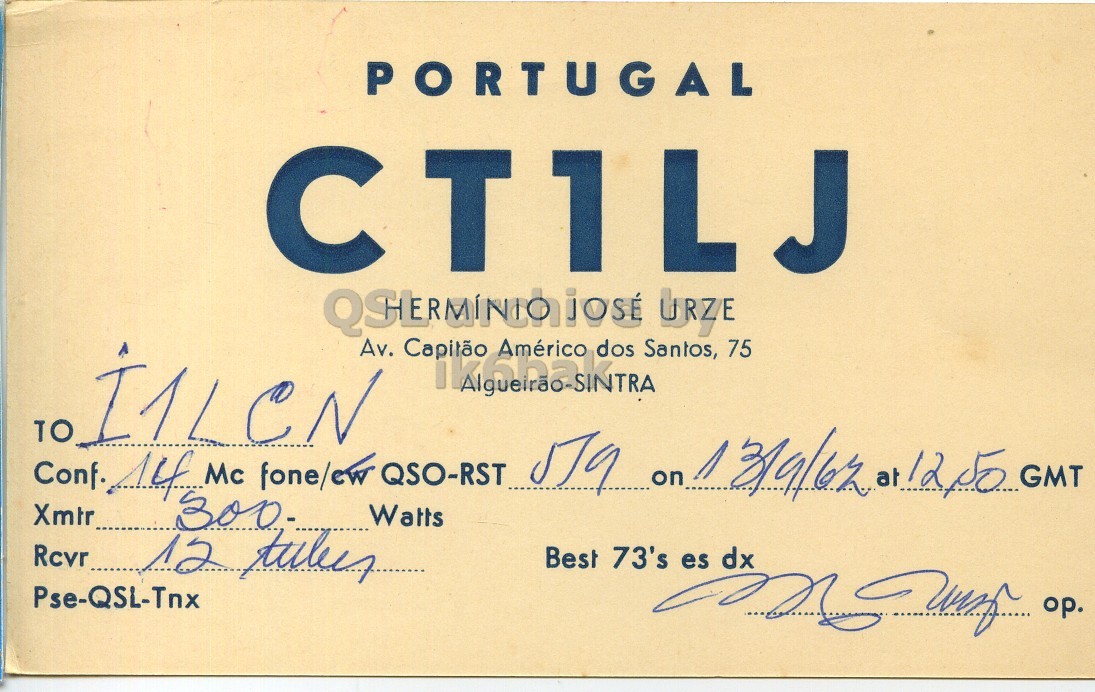 PORTUGAL
CT1LJ
HERMÍNIO JOSÉ URZE
QSL archive by
Av. Capitão Américo dos Santos, 75
ik6bak
Algueirão-SINTRA
TO I1LCN
Conf. 14 Mc fone/cw QSO-RST 5/9 on 13/9/62 at 12,50 GMT
Xmtr 300- Watts
Rcvr 12 tubes
Best 73's es dx
Pse-QSL-Tnx
op.